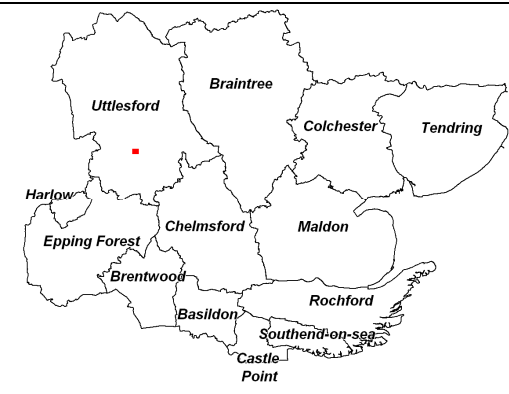 Braintree
Uttlesford
Colchester
Tendring
Harlow
Chelmsford
Maldon
Epping Forest
Brentwood
Rochford
Basildon
Southend-on-sea
Castle
Point